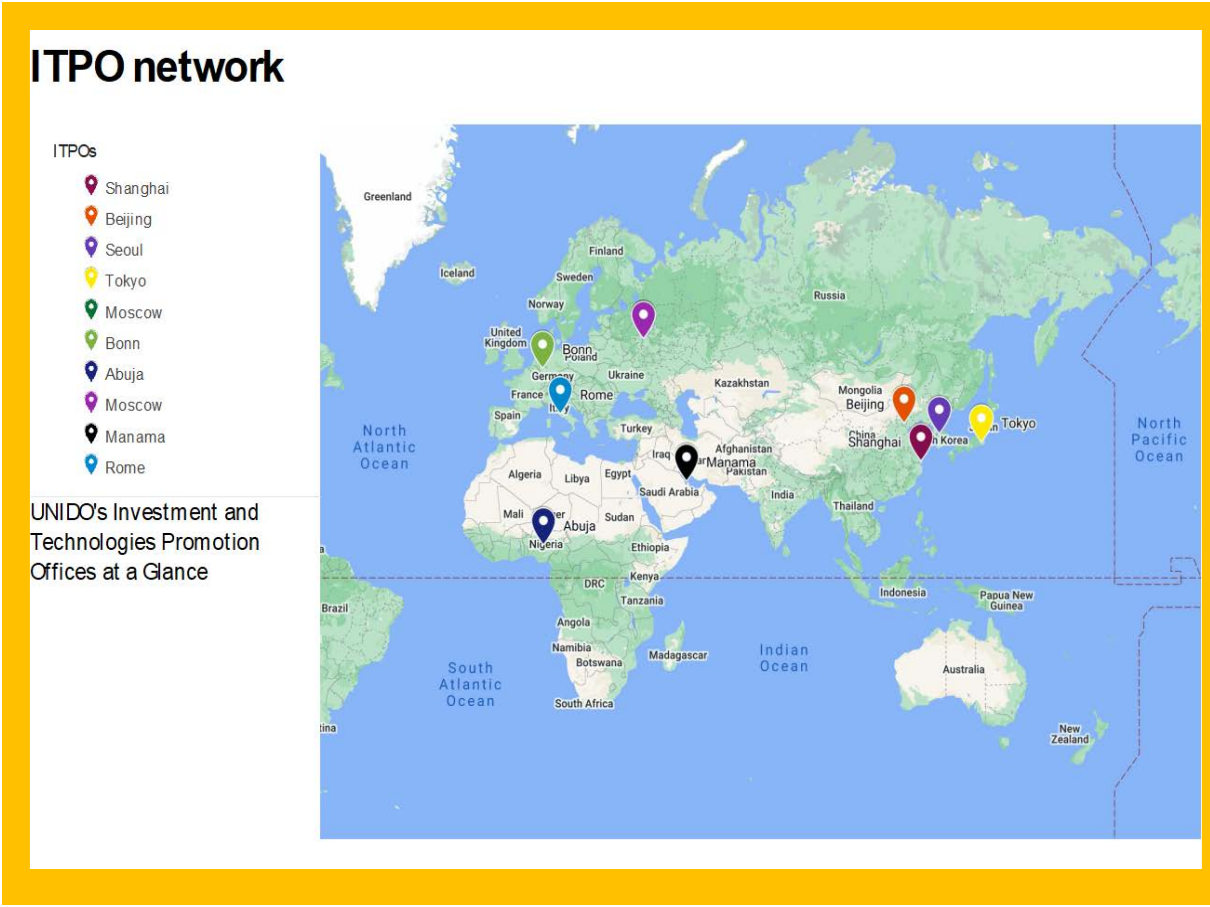 ITPO network
ITPOs
Shanghai
Beijing
Seoul
Tokyo
Moscow
Bonn
Abuja
Moscow
Manama
Rome
UNIDO's Investment and
Technologies Promotion
Offices at a Glance
Greenland
Iceland
Finland
Sweden
Norway
Russia
United
Kingdom
Bonn
Poland
Germany
Ukraine
Kazakhstan
Mongolia
France
Rome
Beijing
Italy
Spain
Tokyo
North
Atlantic
Ocean
Turkey
China
Shanghai
North
Pacific
Ocean
Iraq
Afghanistan
Manama
Pakistan
Algeria
Libya
Egypt
Saudi Arabia
India
Thailand
Mali
Abuja
Sudan
Nigeria
Ethiopia
Kenya
DRC
Tanzania
Indonesia
Papua New
Guinea
Brazil
Angola
Namibia
Botswana
Madagascar
Indian
Ocean
South
Atlantic
Ocean
Australia
South Africa
New
Zealand